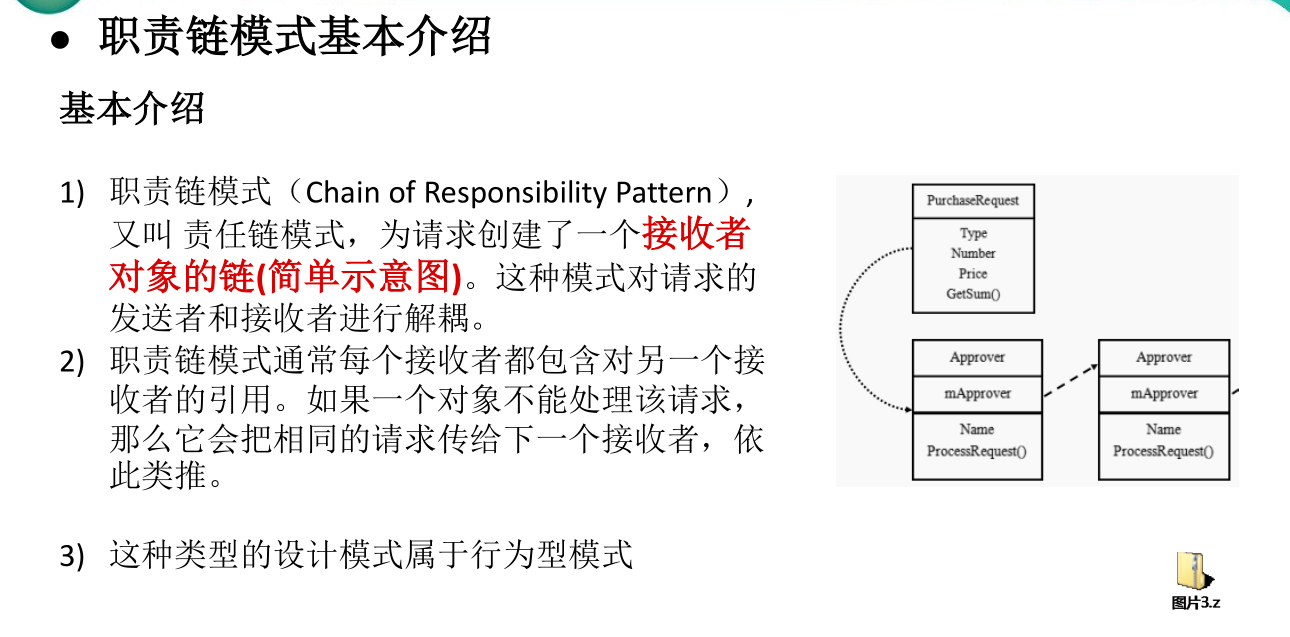 ● 职责链模式基本介绍
基本介绍
1) 职责链模式（Chain of Responsibility Pattern）,
又叫 责任链模式，为请求创建了一个接收者
对象的链(简单示意图)。这种模式对请求的
发送者和接收者进行解耦。
2) 职责链模式通常每个接收者都包含对另一个接
收者的引用。如果一个对象不能处理该请求，
那么它会把相同的请求传给下一个接收者，依
此类推。
3) 这种类型的设计模式属于行为型模式
PurchaseRequest
Type
Number
Price
GetSum()
Approver
mApprover
Name
ProcessRequest()
Approver
mApprover
Name
ProcessRequest()
图片3.z